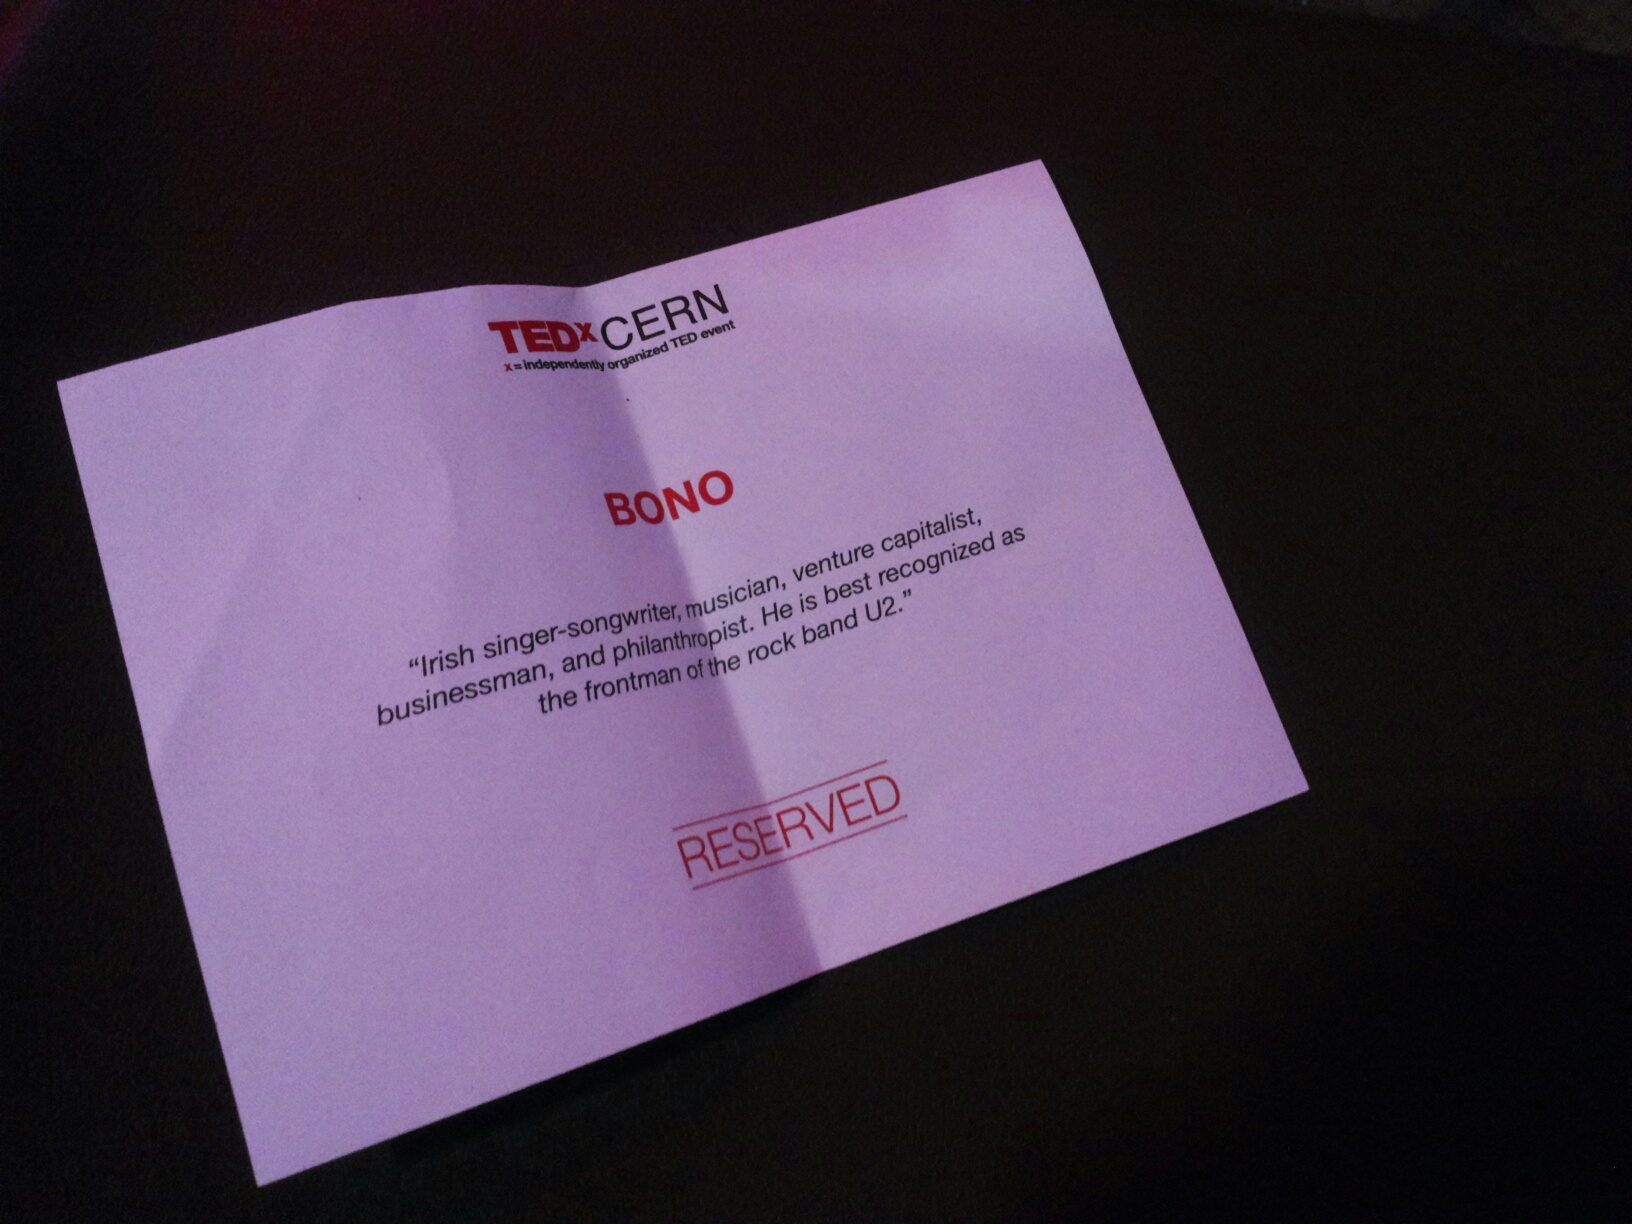 TEDxCERN
x = independently organized TED event
BONO
“Irish singer-songwriter, musician, venture capitalist,
businessman, and philanthropist. He is best recognized as
the frontman of the rock band U2.”
RESERVED